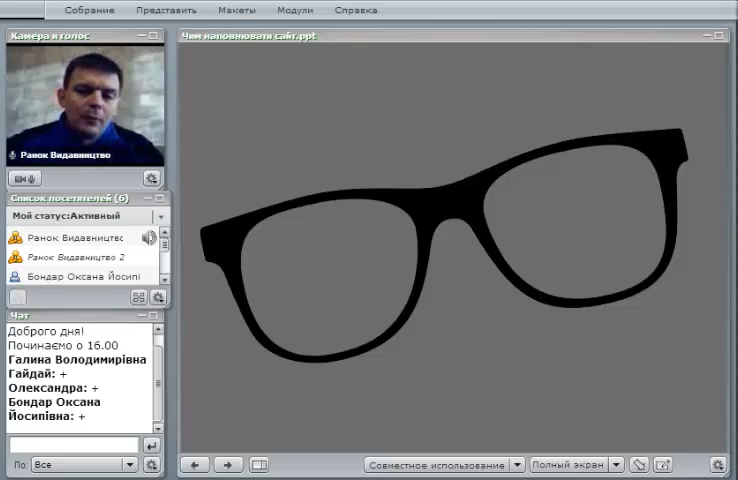 Собрание Представить Макеты Модули Справка
Камера и голос
Ранок Видавництво
Список посетителей (6)
Мой статус:Активный
Ранок Видавництвс
Ранок Видавництво 2
Бондар Оксана Йосипі
Чат
Доброго дня!
Починаємо о 16.00
Галина Володимирівна
Гайдай: +
Олександра: +
Бондар Оксана
Йосипівна: +
По: Все
Чим наповнювати сайт.ppt
Совместное использование
Полный экран